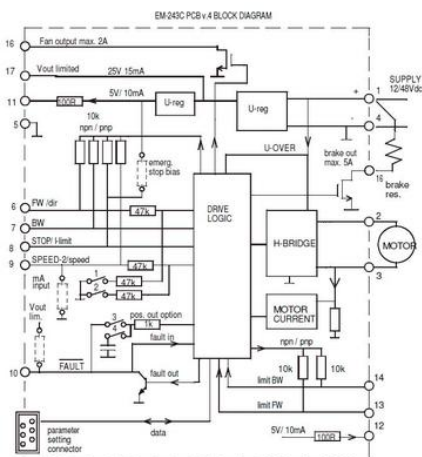 EM-243C PCB v.4 BLOCK DIAGRAM
16 Fan output max. 2A
17 Vout limited 25V 15mA
11 100R 5V/ 10mA U-reg U-reg
+ 1 SUPPLY 12/48Vdc
5 10k - 4
npn / pnp U-OVER
emerg. stop bias
brake out max. 5A
16 brake res.
DRIVE LOGIC
6 FW /dir 47k
7 BW
8 STOP/ I-limit
9 SPEED-2/speed 47k
H-BRIDGE 2
MOTOR
3
mA input
1 47k
2 47k
Vout lim.
MOTOR CURRENT
pos. out option
3 1k
4
fault in
npn / pnp
10 FAULT
10k 10k
fault out
limit BW 14
limit FW 13
parameter setting connector
data
5V/ 10mA 100R 12